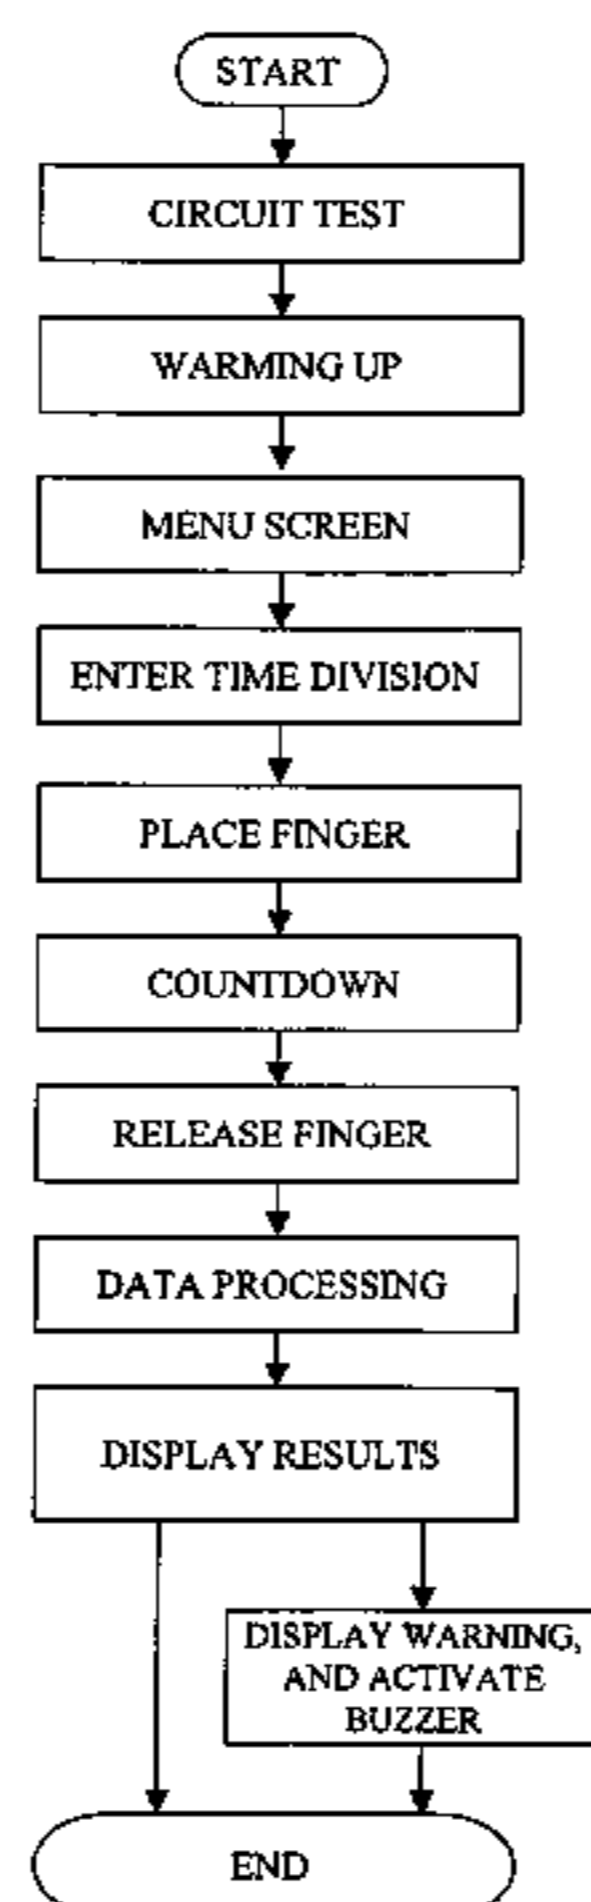 START
CIRCUIT TEST
WARMING UP
MENU SCREEN
ENTER TIME DIVISION
PLACE FINGER
COUNTDOWN
RELEASE FINGER
DATA PROCESSING
DISPLAY RESULTS
DISPLAY WARNING,
AND ACTIVATE
BUZZER
END